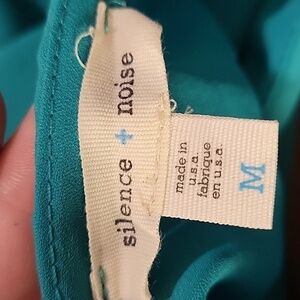 silence + noise
made in
u.s.a.
fabrique
en u.s.a.
M